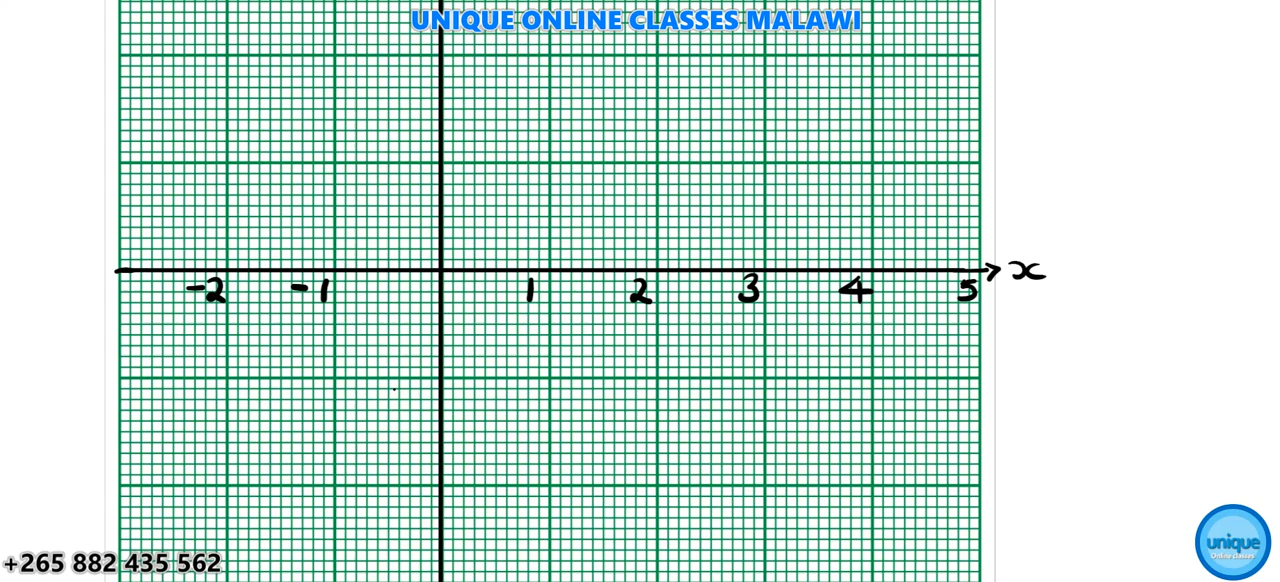 UNIQUE ONLINE CLASSES MALAWI
-2 -1 1 2 3 4 5 x
+265 882 435 562
unique
Online classes